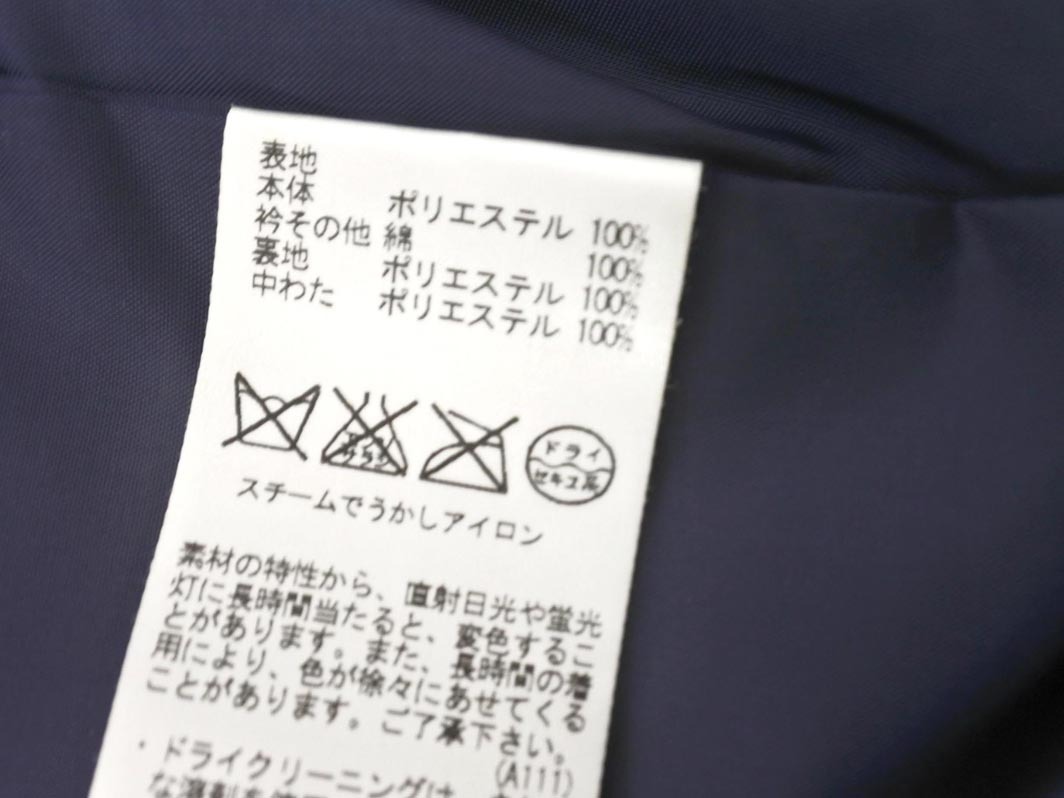 表地
本体 ポリエステル 100%
衿その他 綿 100%
裏地 ポリエステル 100%
中わた ポリエステル 100%
エンソ サラシ
ドライ
セキユ系
スチームでうかしアイロン
素材の特性から、直射日光や蛍光
灯に長時間当たると、変色するこ
とがあります。また、長時間の着
用により、色が徐々にあせてくる
ことがあります。ご了承下さい。
(A111)
・ドライクリーニングは、